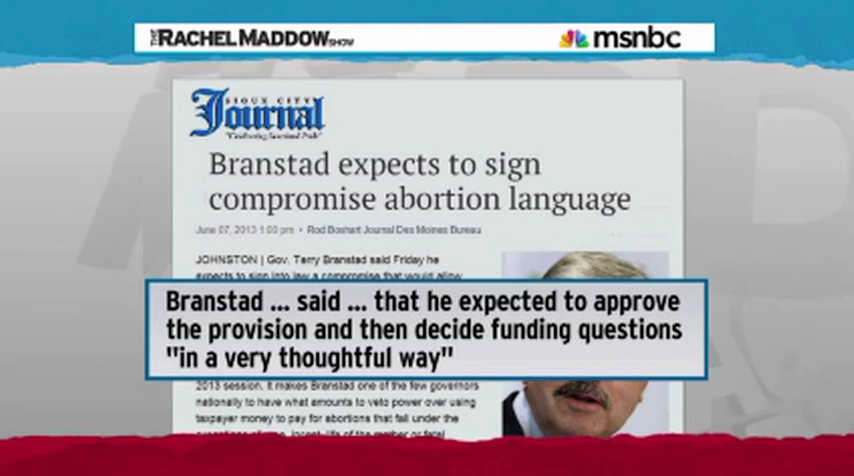 THE RACHEL MADDOW SHOW
msnbc
SIOUX CITY
Journal
Branstad expects to sign
compromise abortion language
June 07, 2013 1:00 pm • Rod Boshart Journal Des Moines Bureau
JOHNSTON | Gov. Terry Branstad said Friday he
expects to sign into law a compromise that would allow
Branstad ... said ... that he expected to approve
the provision and then decide funding questions
"in a very thoughtful way"
2013 session. It makes Branstad one of the few governors
nationally to have what amounts to veto power over using
taxpayer money to pay for abortions that fall under the